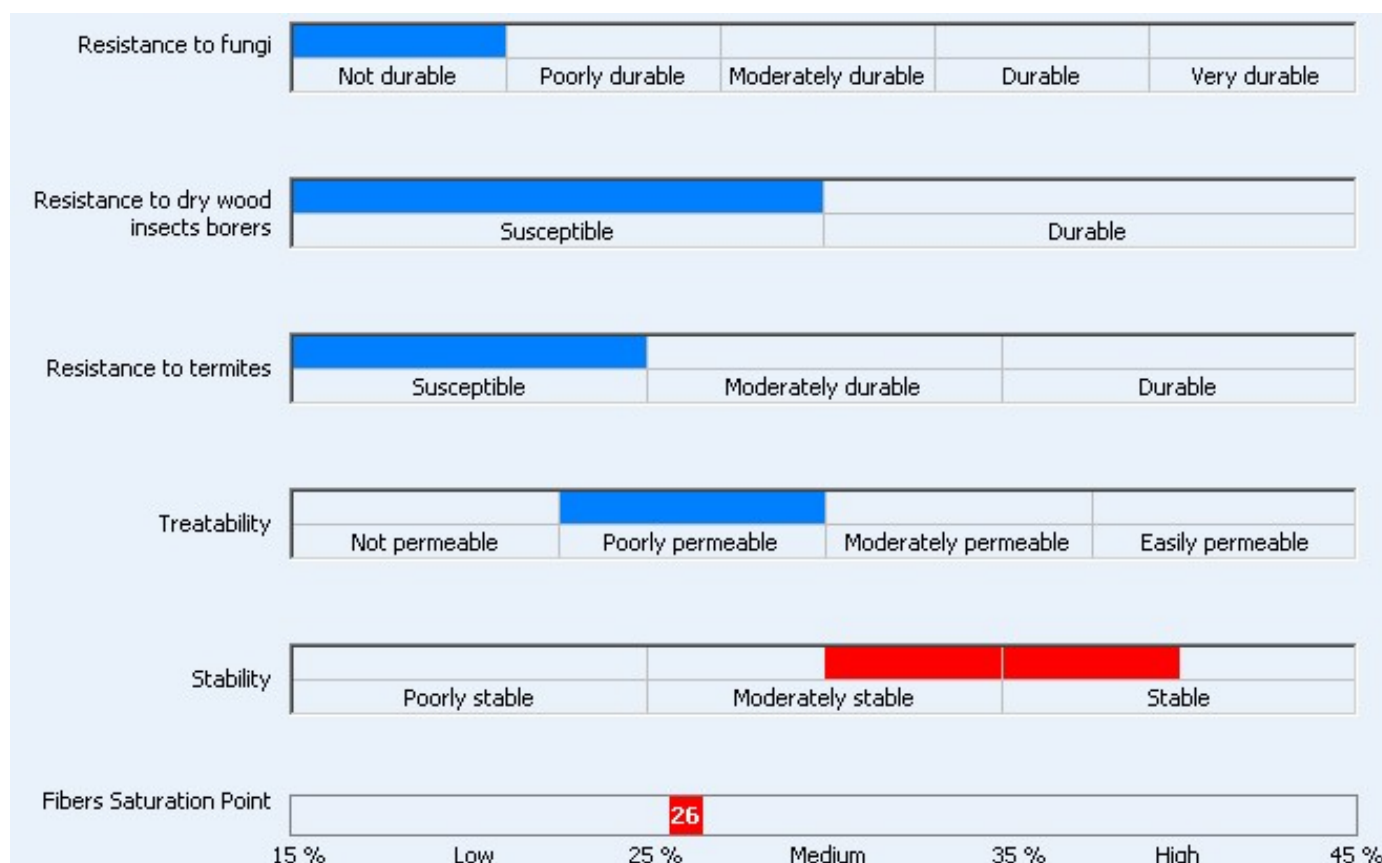 Resistance to fungi
Not durable Poorly durable Moderately durable Durable Very durable
Resistance to dry wood
insects borers
Susceptible Durable
Resistance to termites
Susceptible Moderately durable Durable
Treatability
Not permeable Poorly permeable Moderately permeable Easily permeable
Stability
Poorly stable Moderately stable Stable
Fibers Saturation Point
26
15 % Low 25 % Medium 35 % High 45 %